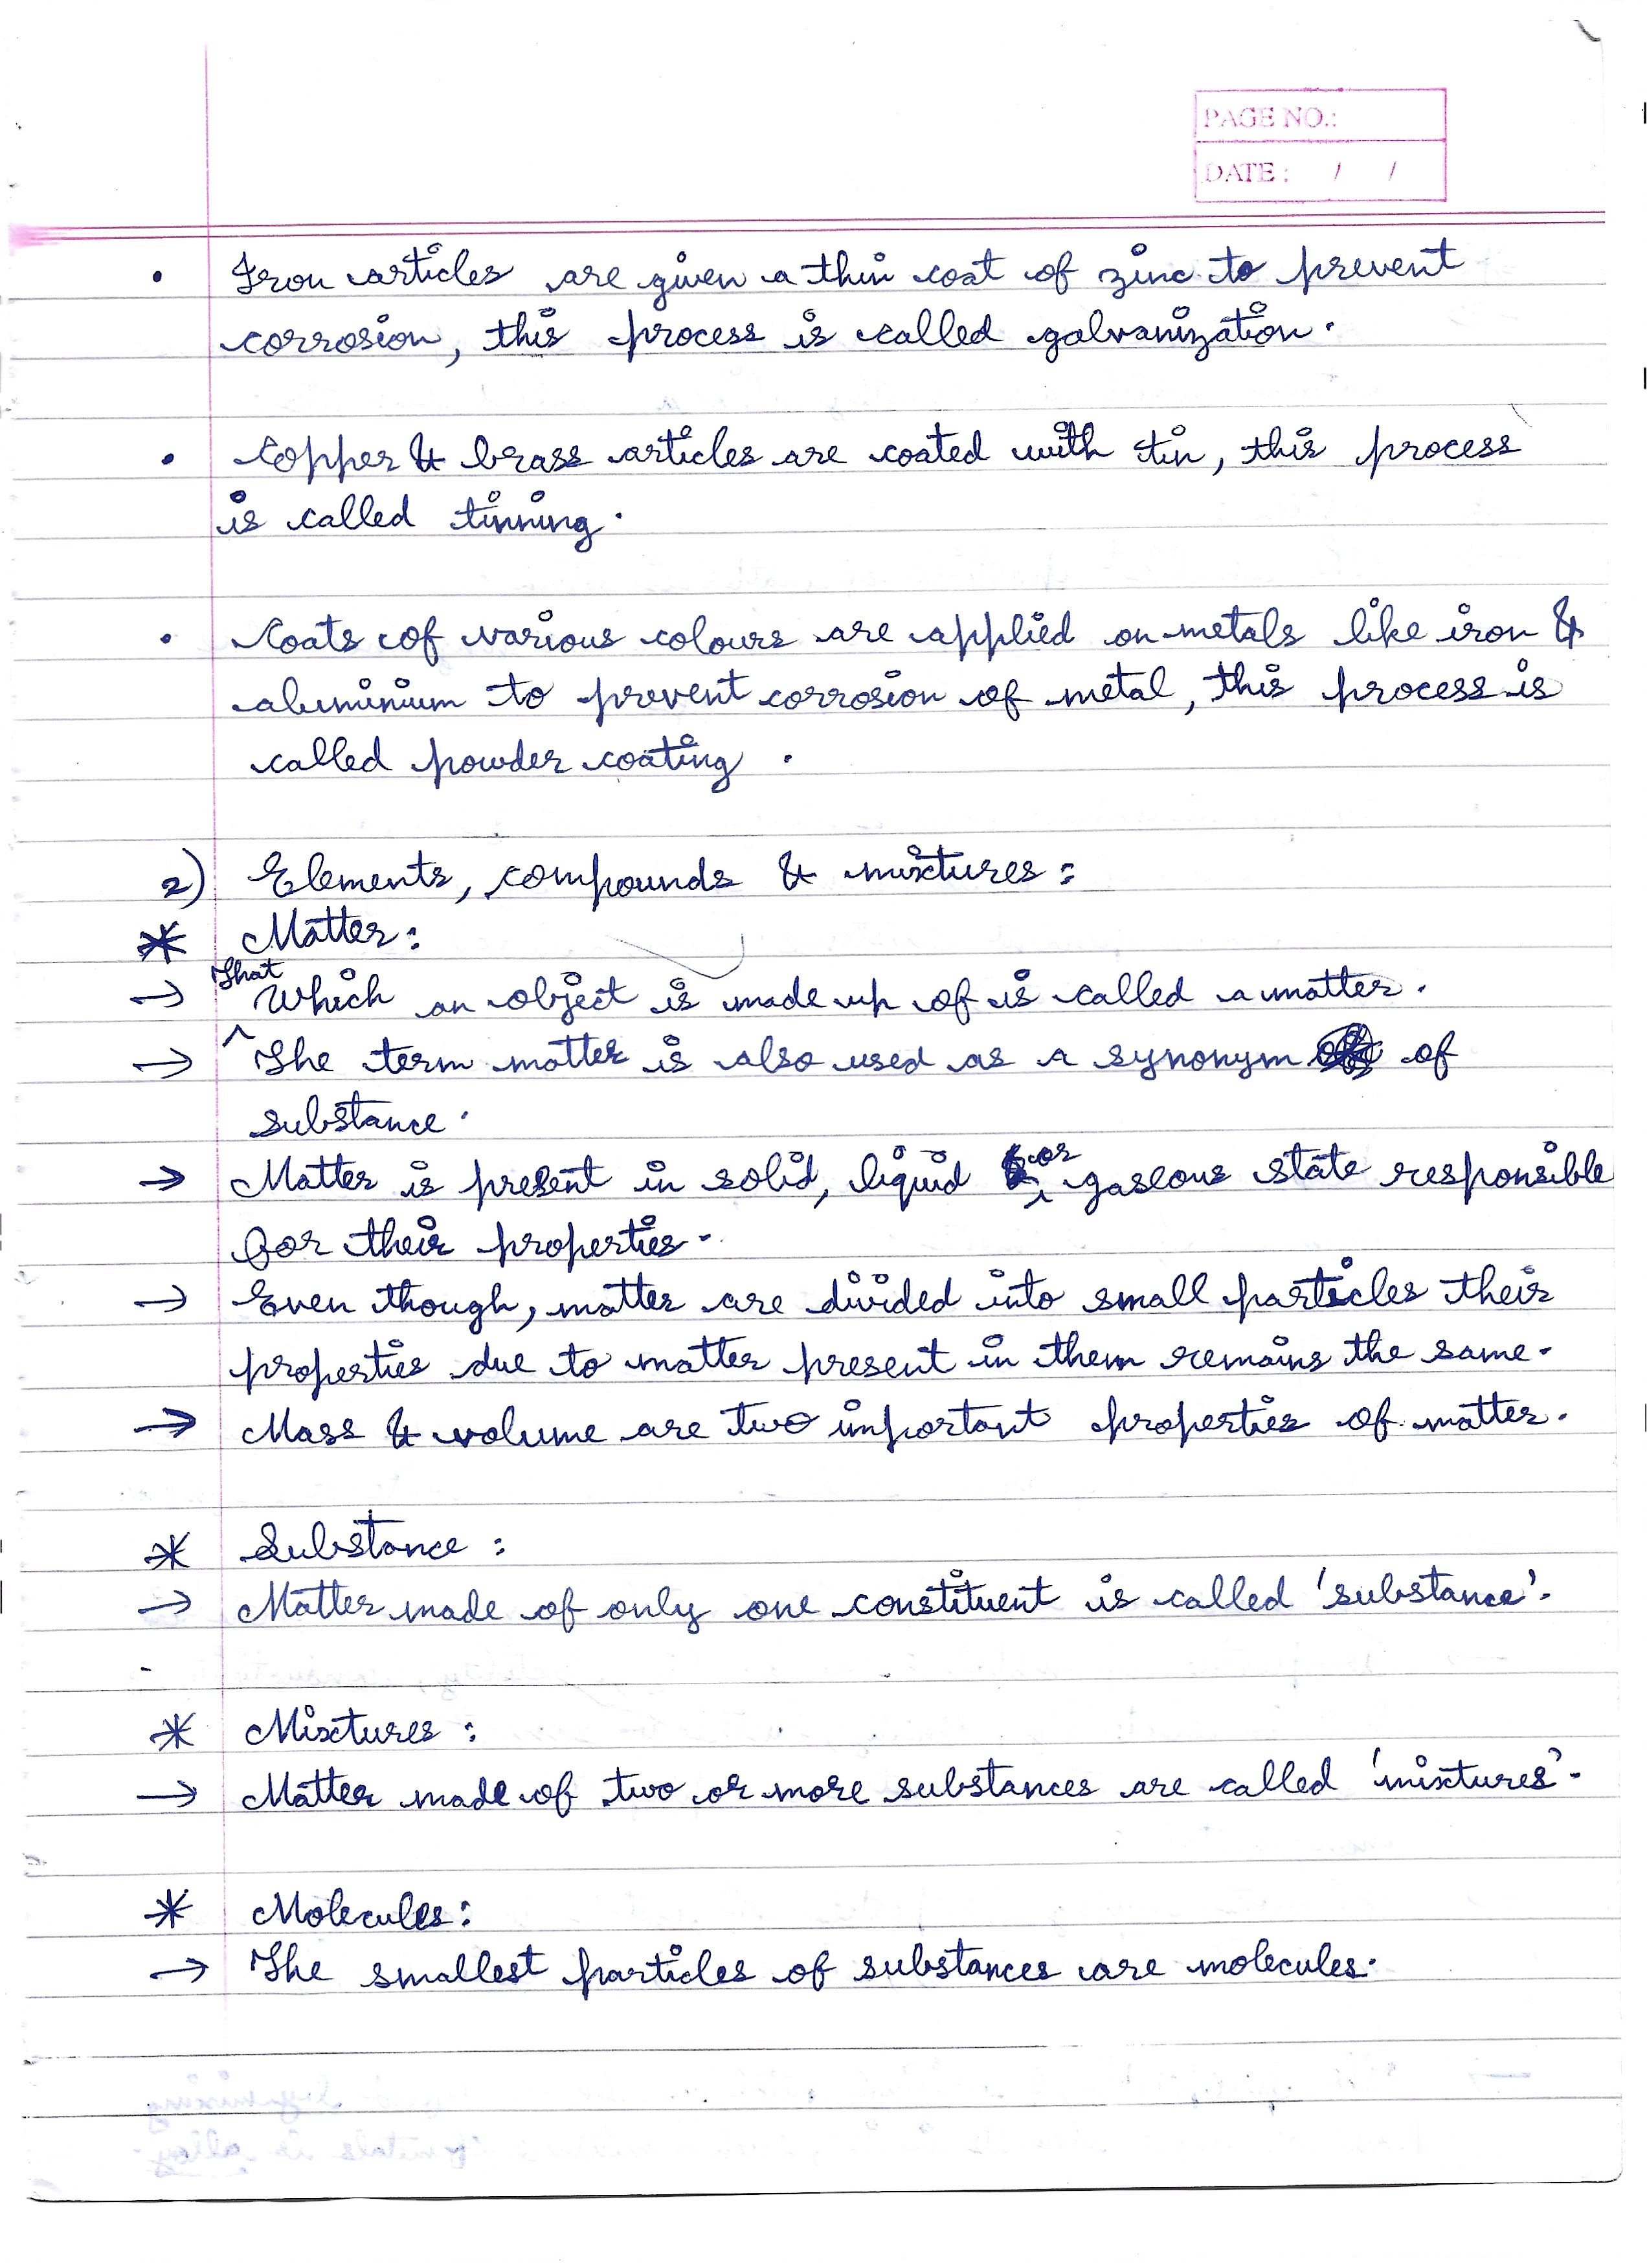 PAGE NO.:
DATE: / /
• Iron articles are given a thin coat of zinc to prevent
corrosion, this process is called galvanization.
• Copper & brass articles are coated with tin, this process
is called tinning.
• Coats of various colours are applied on metals like iron &
aluminium to prevent corrosion of metal, this process is
called powder coating.
2) Elements, compounds & mixtures:
* Matter:
→ That Which an object is made up of is called a matter.
→ The term matter is also used as a synonym of
substance.
→ Matter is present in solid, liquid or gaseous state responsible
for their properties.
→ Even though, matter are divided into small particles their
properties due to matter present in them remains the same.
→ Mass & volume are two important properties of matter.
* Substance:
→ Matter made of only one constituent is called 'substance'.
* Mixtures:
→ Matter made of two or more substances are called 'mixtures'.
* Molecules:
→ The smallest particles of substances are molecules.